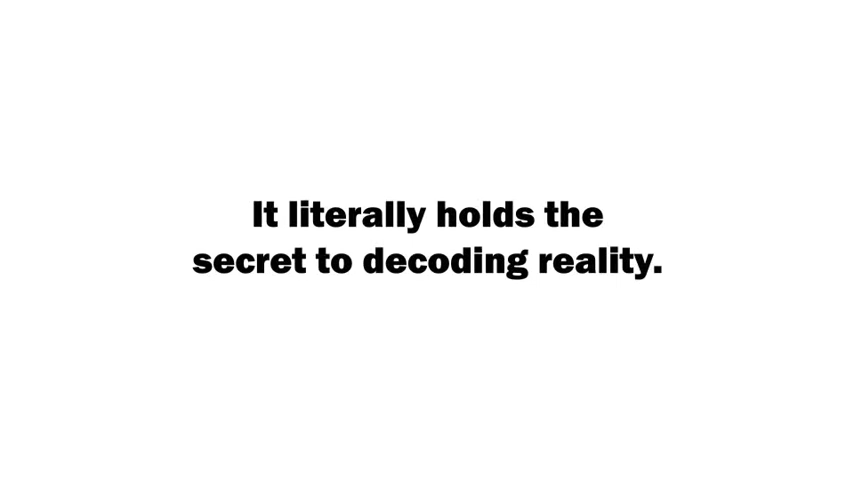 It literally holds the
secret to decoding reality.